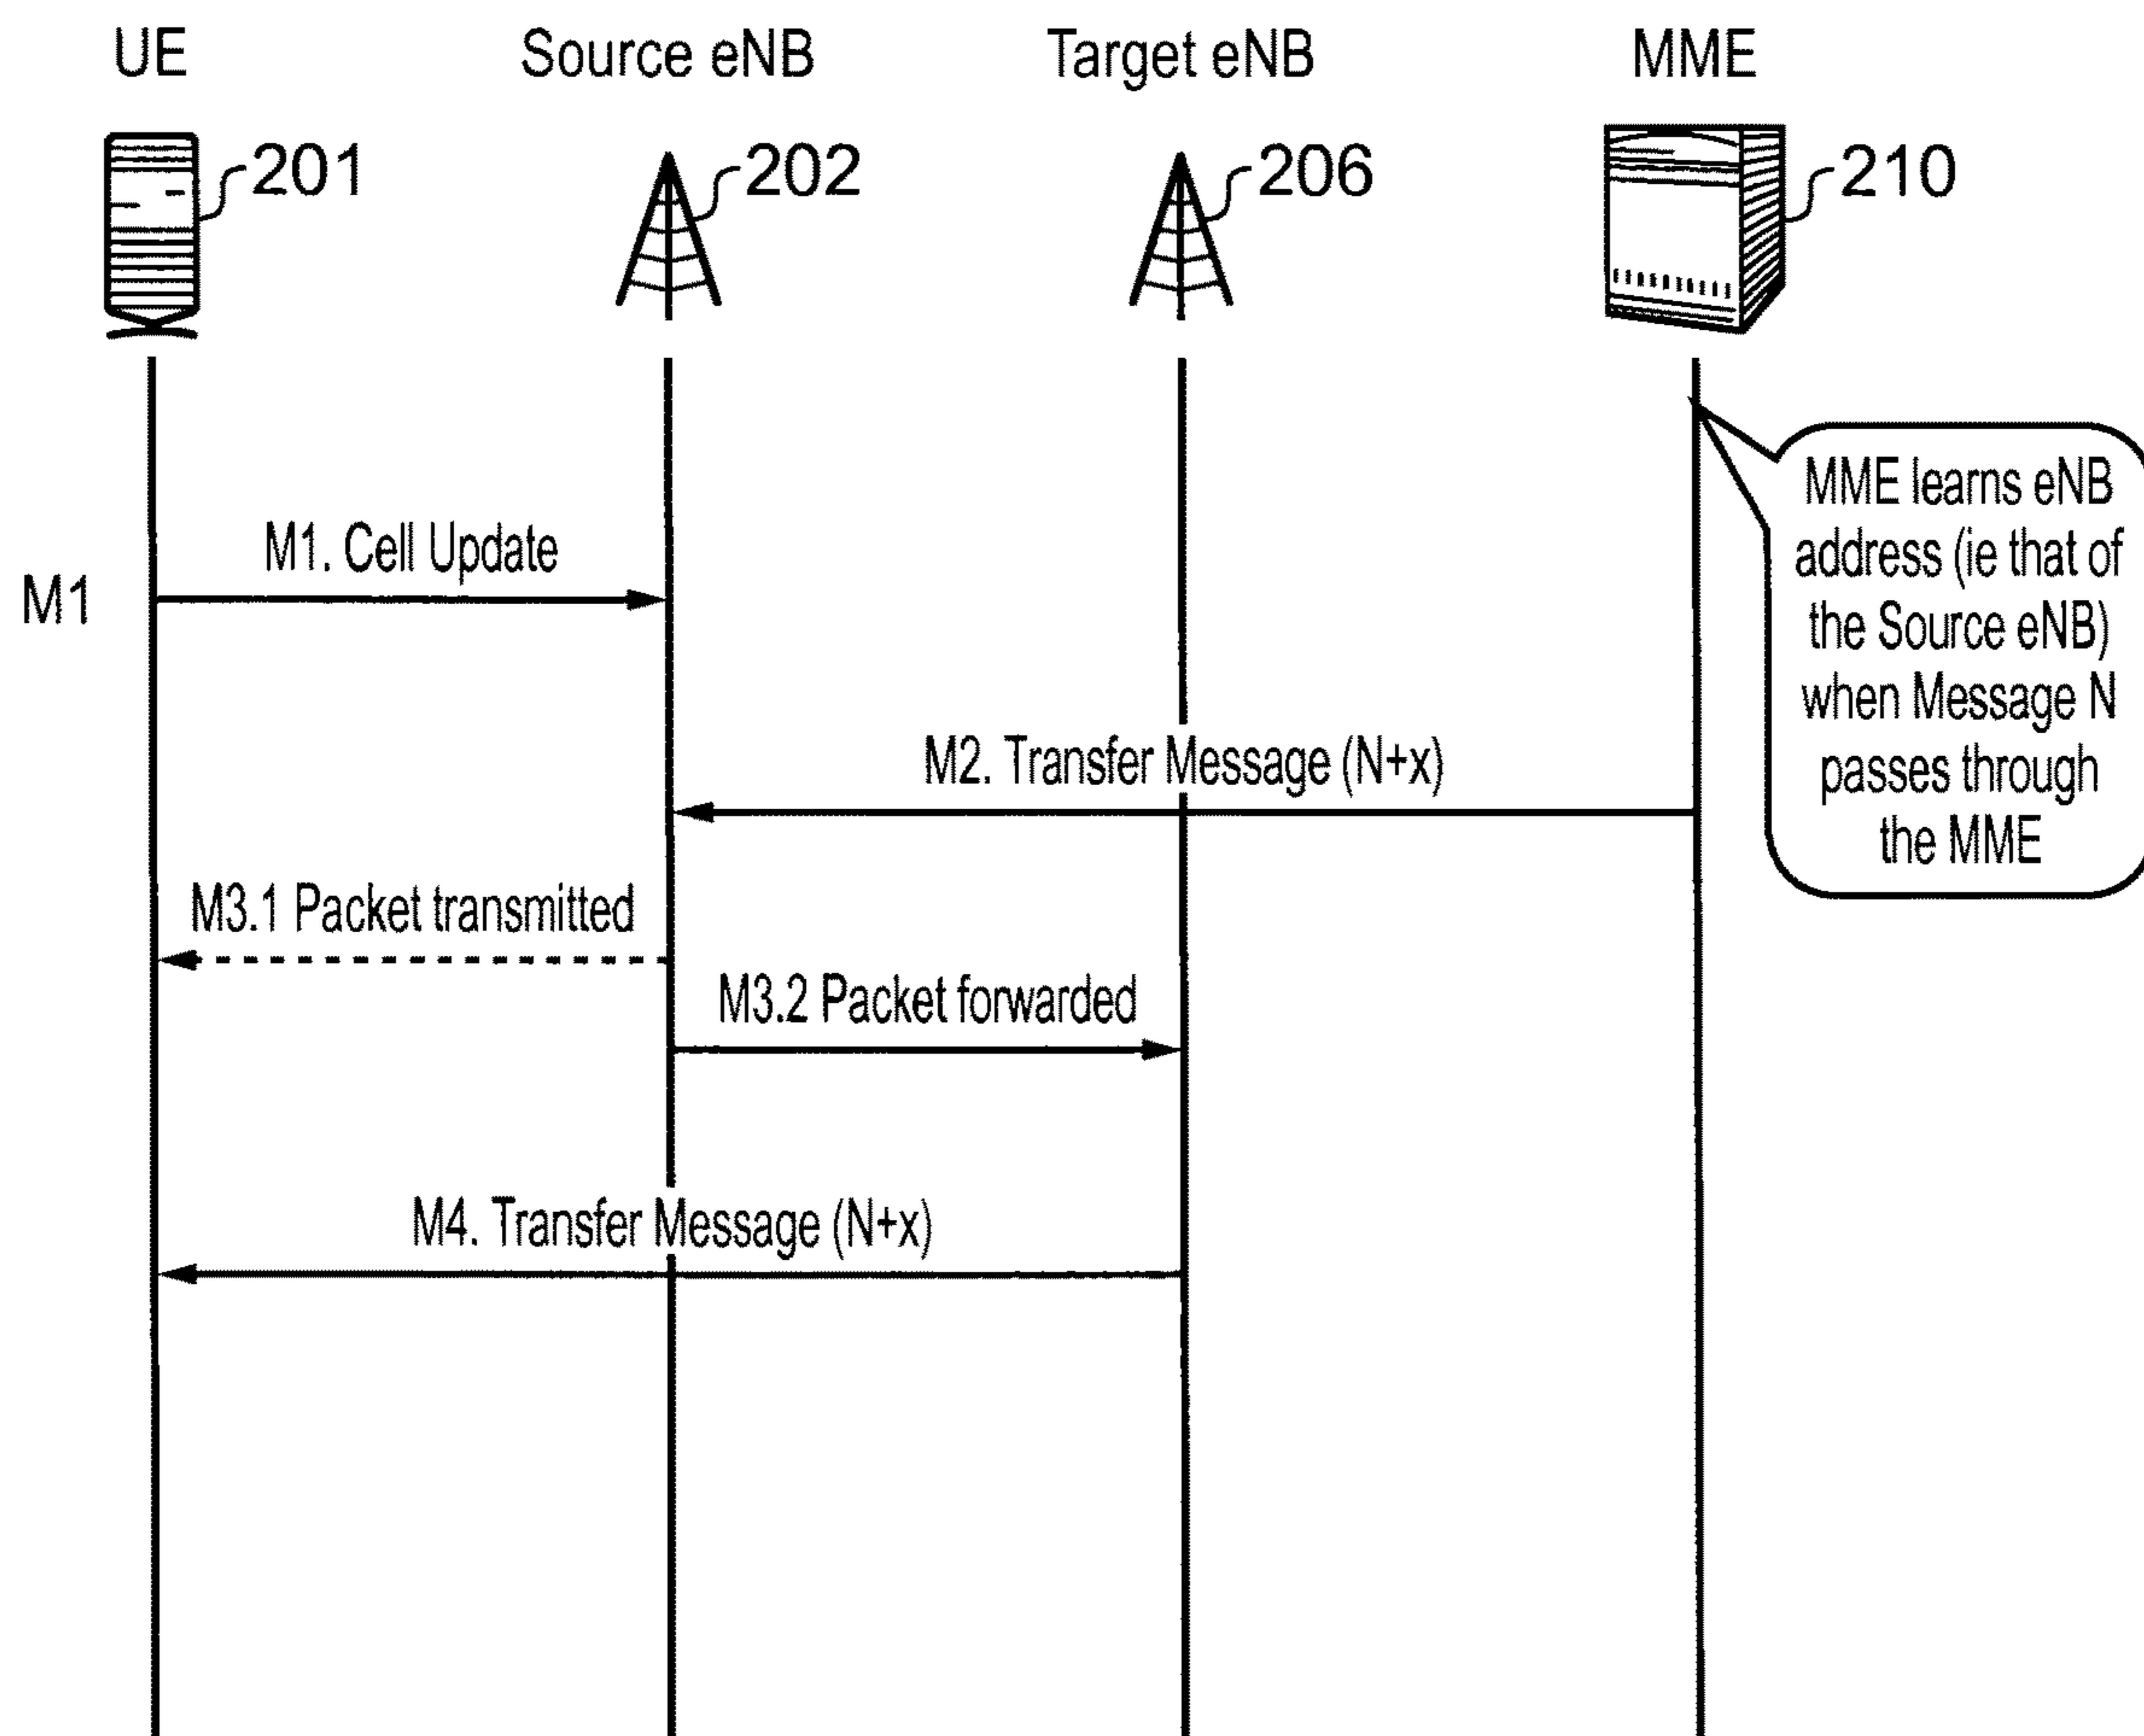 UE
Source eNB
Target eNB
MME
201
202
206
210
MME learns eNB
address (ie that of
the Source eNB)
when Message N
passes through
the MME
M1. Cell Update
M1
M2. Transfer Message (N+x)
M3.1 Packet transmitted
M3.2 Packet forwarded
M4. Transfer Message (N+x)